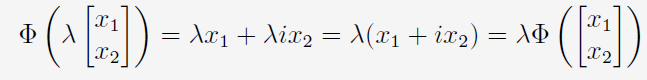 Φ(λ[x₁ x₂]) = λx₁ + λix₂ = λ(x₁ + ix₂) = λΦ([x₁ x₂])